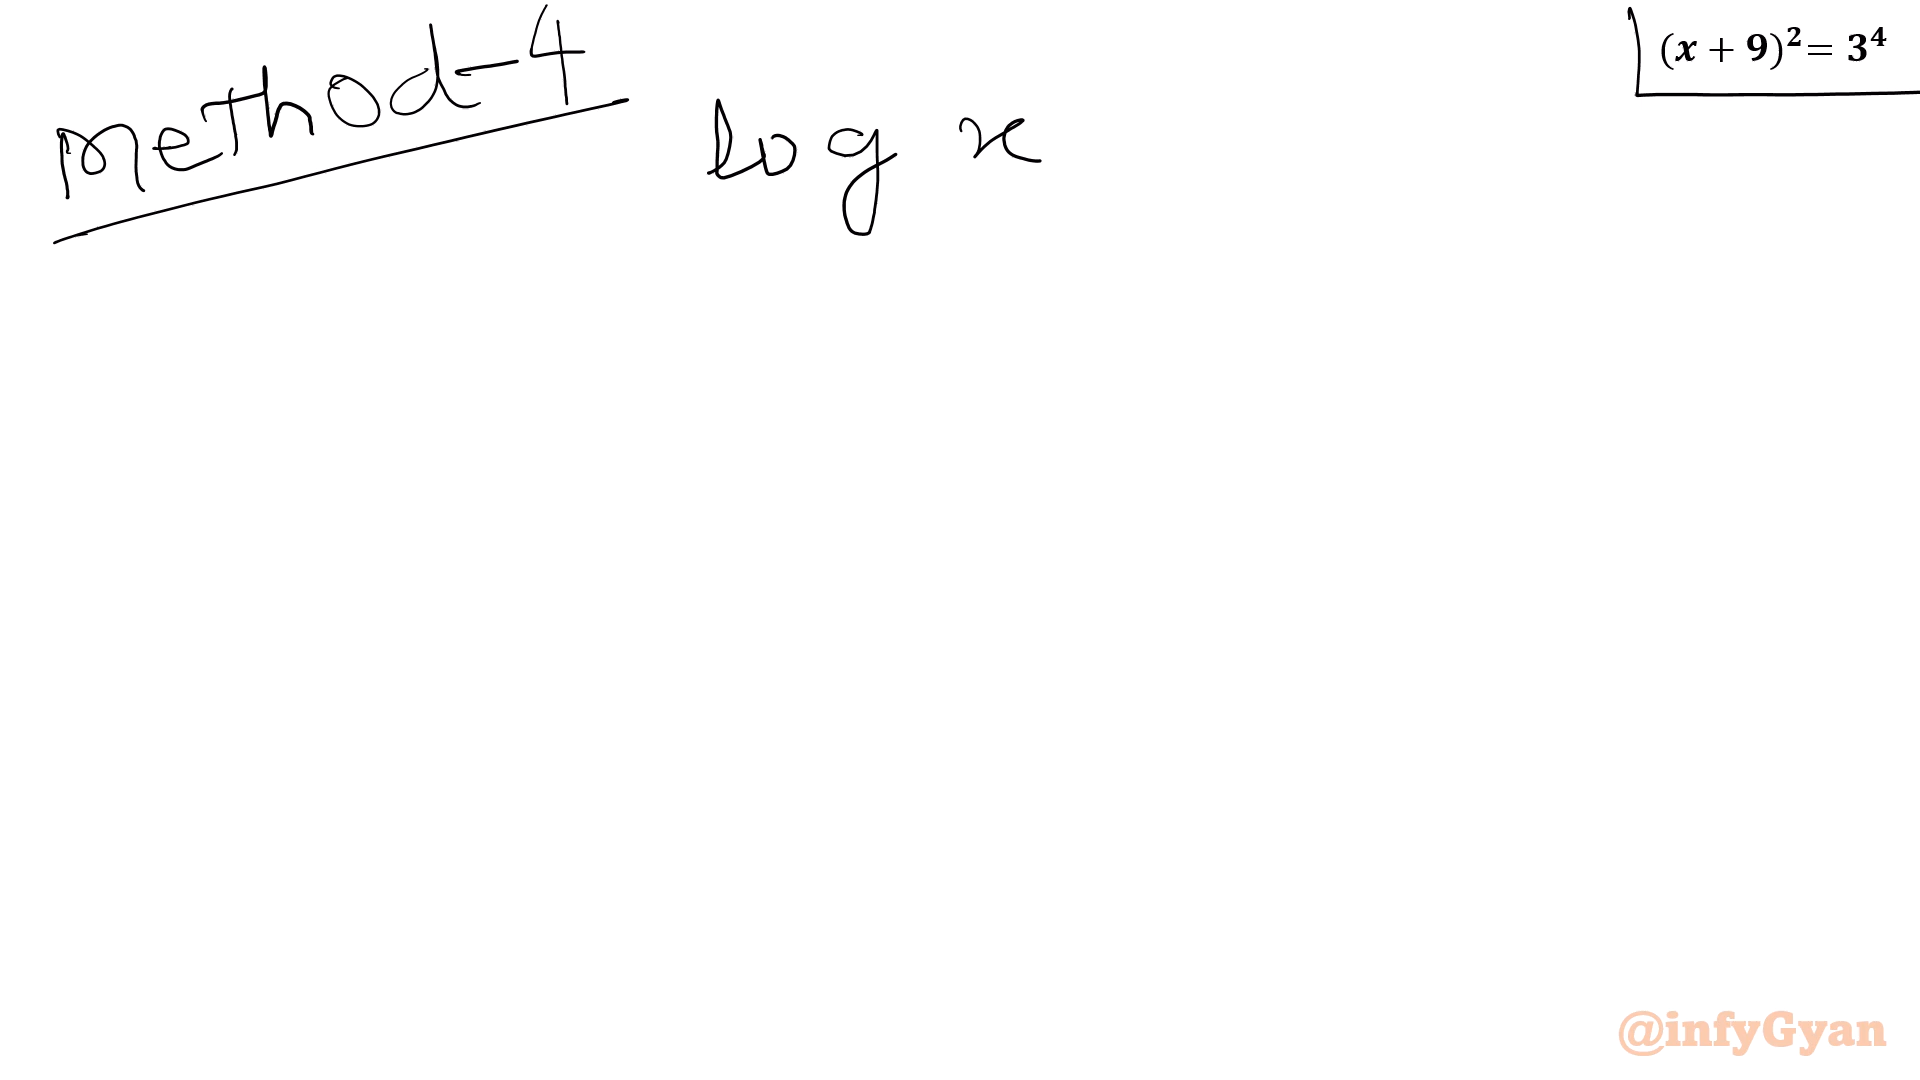 Method-4
log x
(x + 9)²= 3⁴
@infyGyan